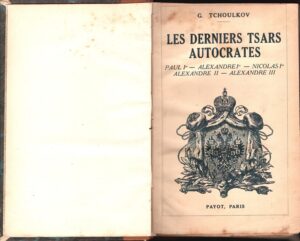 G. TCHOULKOV
LES DERNIERS TSARS
AUTOCRATES
PAUL Iᵉʳ — ALEXANDRE Iᵉʳ — NICOLAS Iᵉʳ
ALEXANDRE II — ALEXANDRE III
PAYOT, PARIS